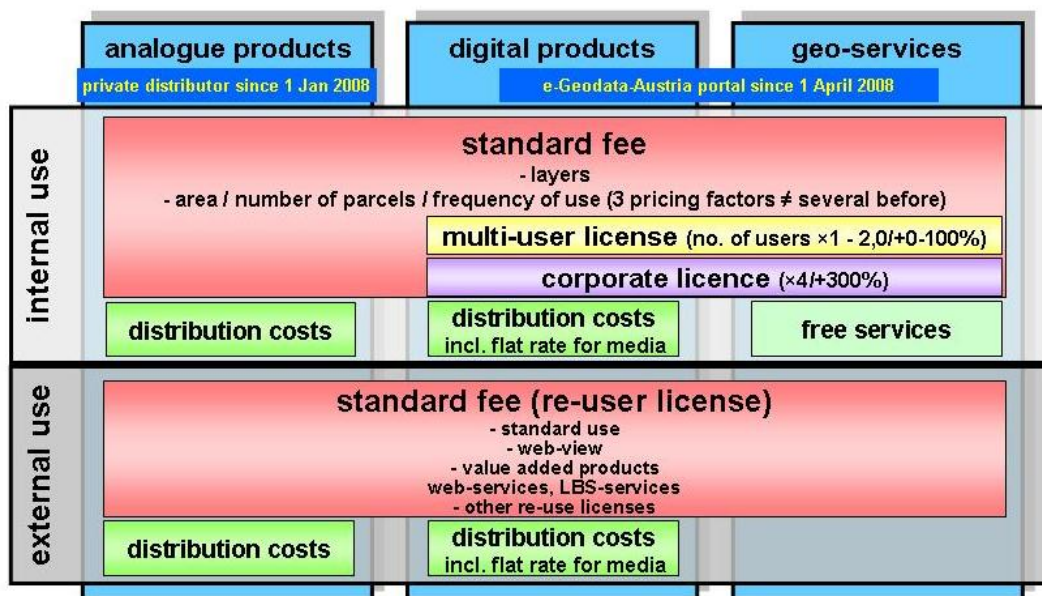 analogue products
digital products
geo-services
private distributor since 1 Jan 2008
e-Geodata-Austria portal since 1 April 2008
internal use
standard fee
- layers
- area / number of parcels / frequency of use (3 pricing factors ≠ several before)
multi-user license (no. of users ×1 - 2,0/+0-100%)
corporate licence (×4/+300%)
distribution costs
distribution costs
incl. flat rate for media
free services
external use
standard fee (re-user license)
- standard use
- web-view
- value added products
web-services, LBS-services
- other re-use licenses
distribution costs
distribution costs
incl. flat rate for media